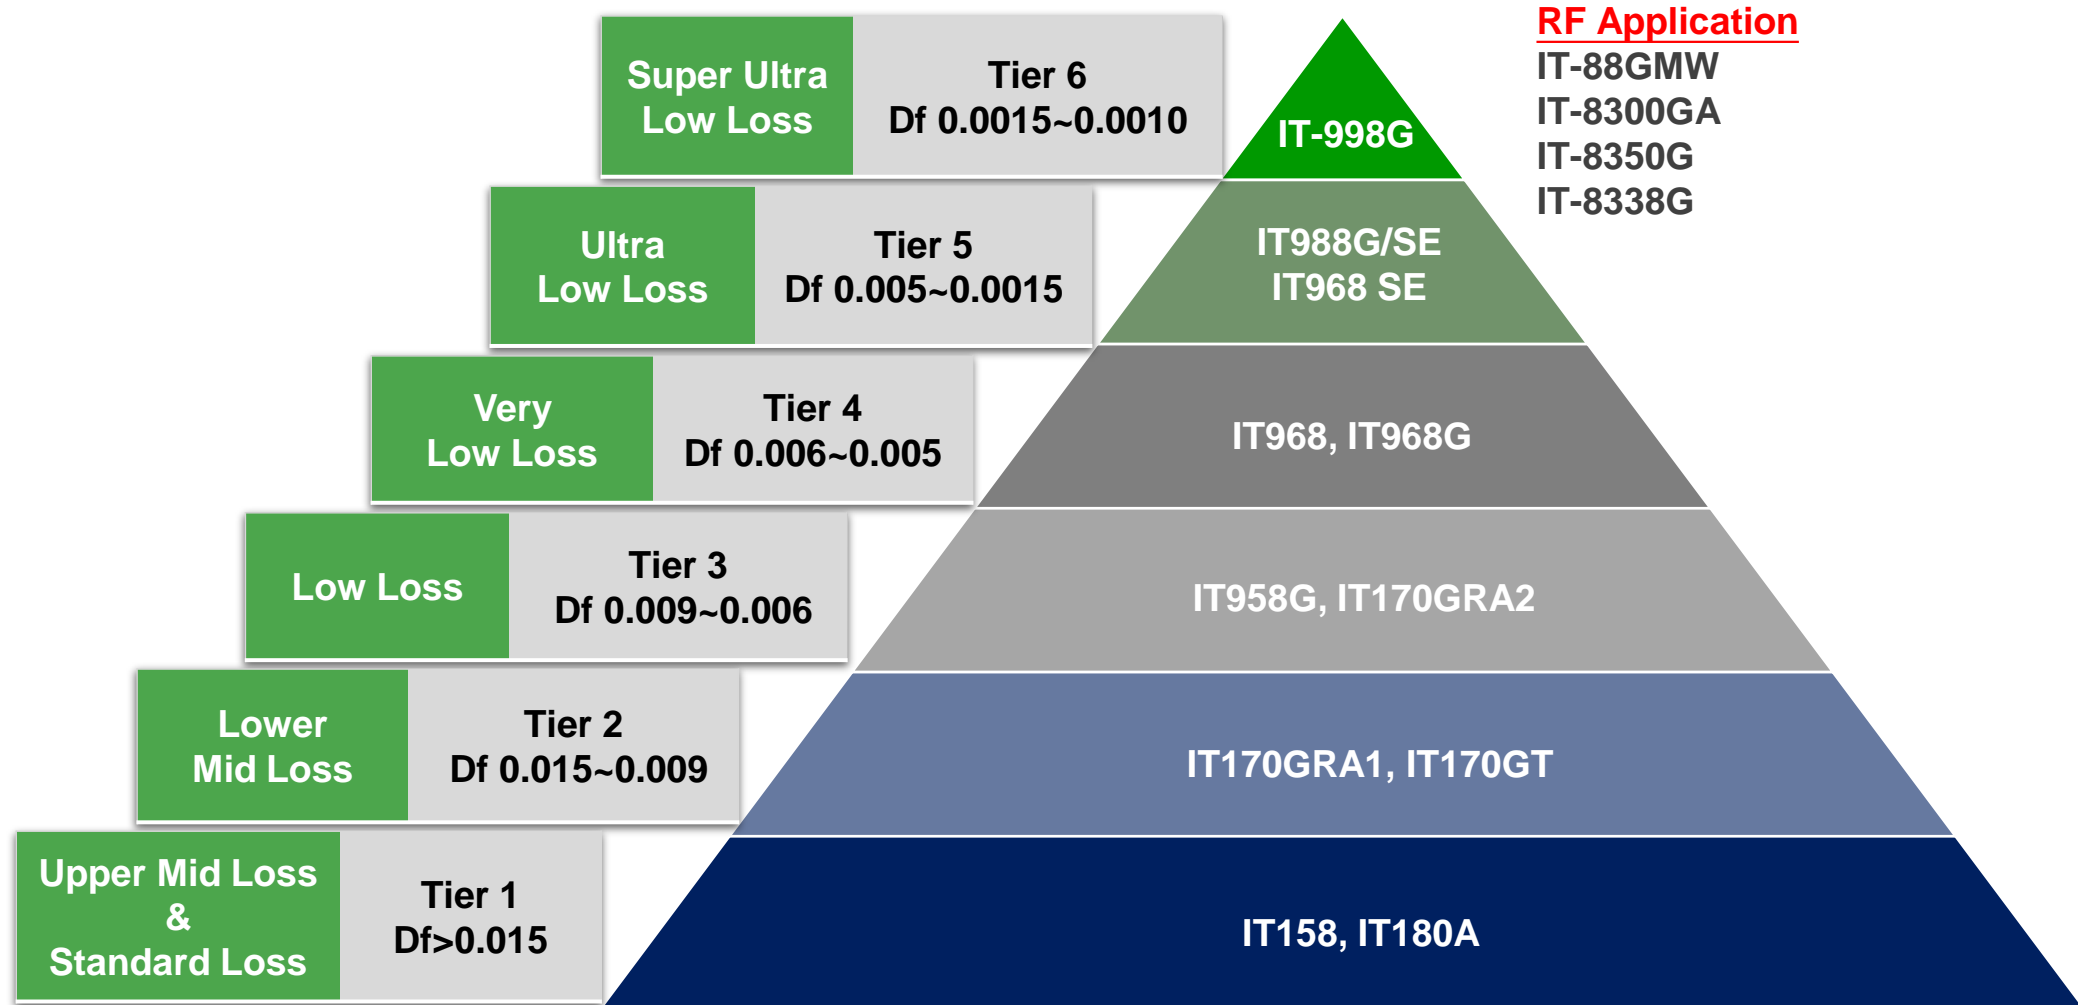 RF Application
IT-88GMW
IT-8300GA
IT-8350G
IT-8338G
Super Ultra
Low Loss
Tier 6
Df 0.0015~0.0010
IT-998G
Ultra
Low Loss
Tier 5
Df 0.005~0.0015
IT988G/SE
IT968 SE
Very
Low Loss
Tier 4
Df 0.006~0.005
IT968, IT968G
Low Loss
Tier 3
Df 0.009~0.006
IT958G, IT170GRA2
Lower
Mid Loss
Tier 2
Df 0.015~0.009
IT170GRA1, IT170GT
Upper Mid Loss
&
Standard Loss
Tier 1
Df>0.015
IT158, IT180A